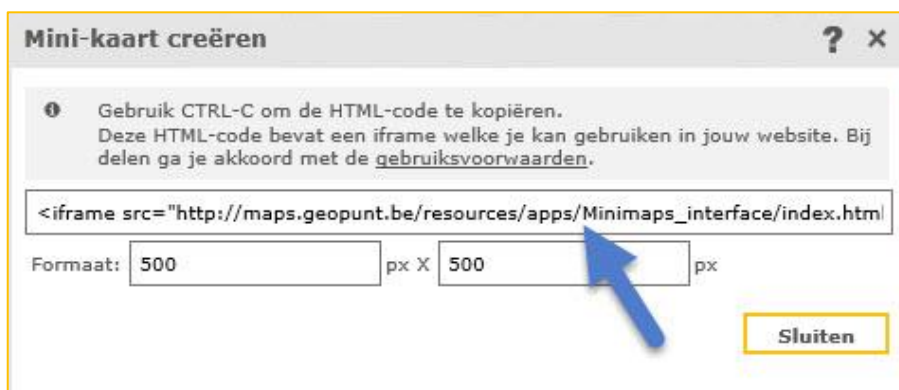 Mini-kaart creëren ? ×
Gebruik CTRL-C om de HTML-code te kopiëren.
Deze HTML-code bevat een iframe welke je kan gebruiken in jouw website. Bij
delen ga je akkoord met de gebruiksvoorwaarden.
<iframe src="http://maps.geopunt.be/resources/apps/Minimaps_interface/index.html
Formaat: 500 px X 500 px
Sluiten